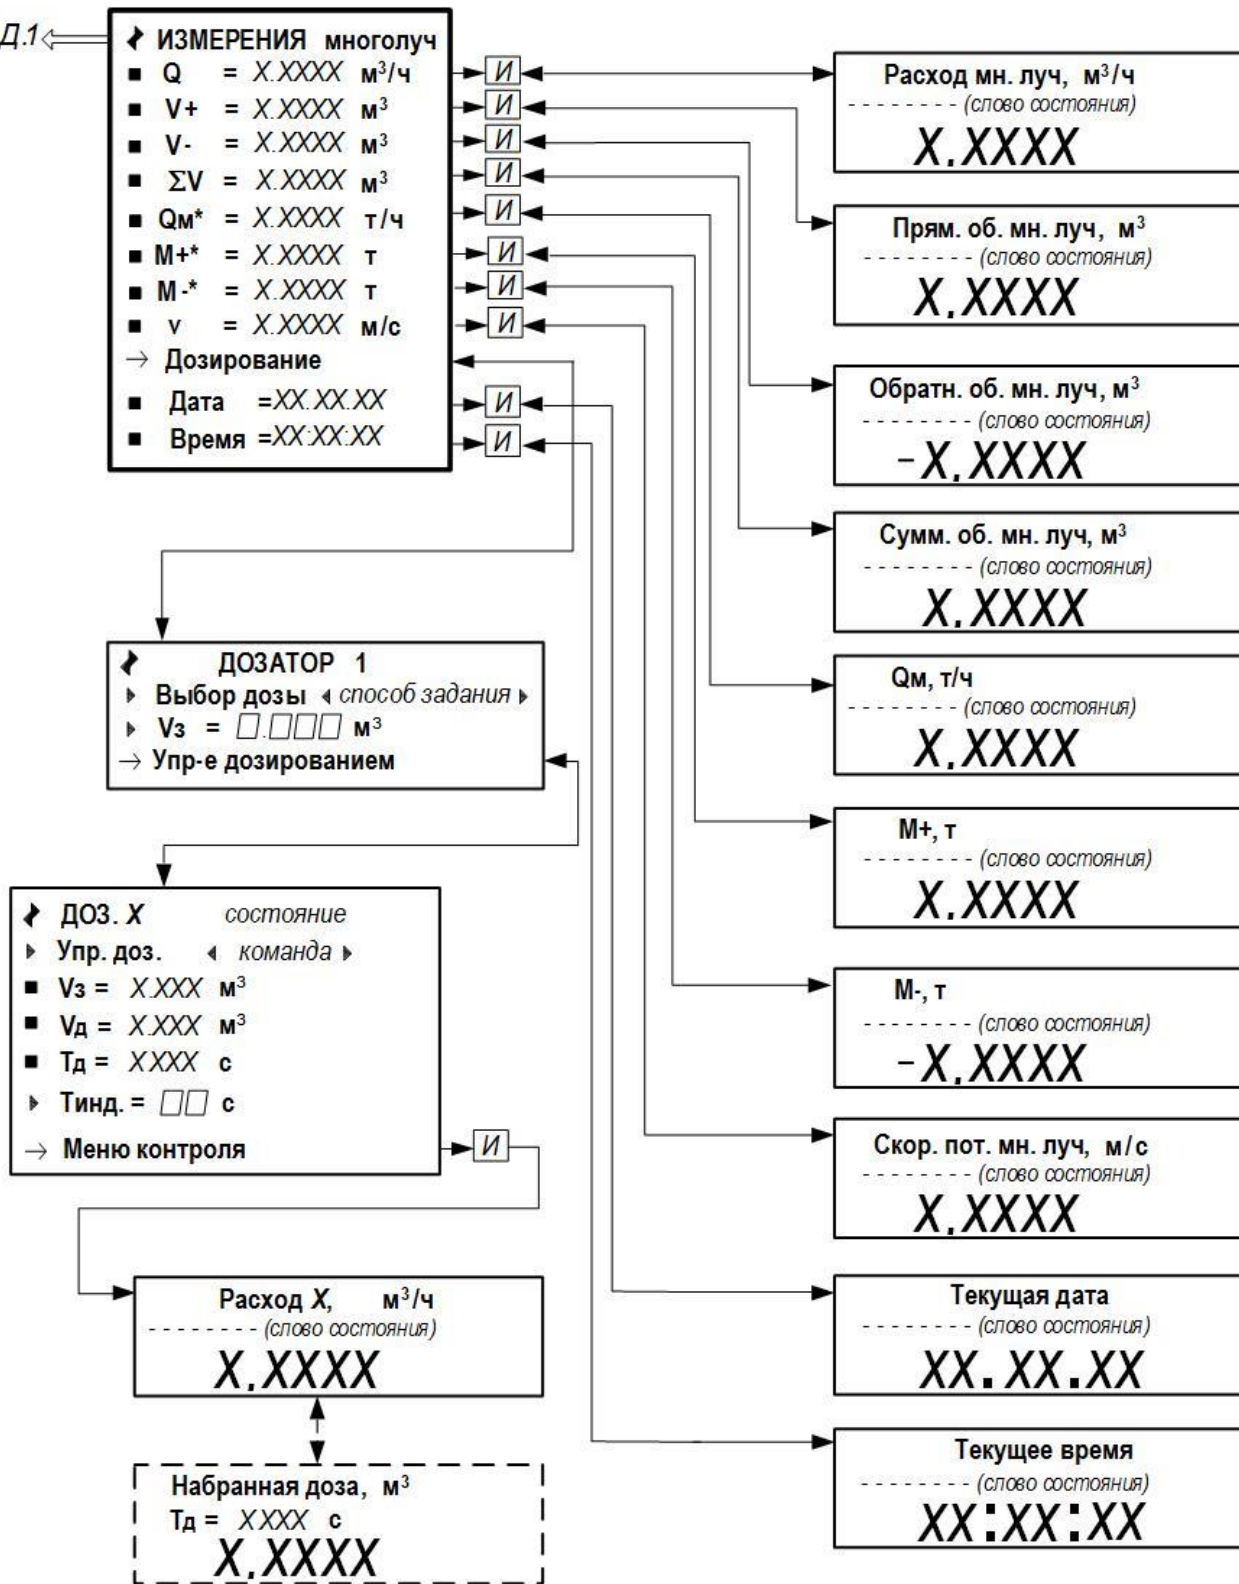 Д.1
ИЗМЕРЕНИЯ многолуч
Q = X.XXXX м³/ч И
V+ = X.XXXX м³ И
V- = X.XXXX м³ И
ΣV = X.XXXX м³ И
Qм* = X.XXXX т/ч И
М+* = X.XXXX т И
М-* = X.XXXX т И
v = X.XXXX м/с И
→ Дозирование
Дата =XX.XX.XX И
Время =XX:XX:XX И
ДОЗАТОР 1
Выбор дозы способ задания
Vз = □.□□□ м³
→ Упр-е дозированием
ДОЗ. X состояние
Упр. доз. команда
Vз = X.XXX м³
Vд = X.XXX м³
Тд = XXXX с
Тинд. = □□ с
→ Меню контроля И
Расход X, м³/ч
- - - - - - - - (слово состояния)
X.XXXX
Набранная доза, м³
Тд = XXXX с
X.XXXX
Расход мн. луч, м³/ч
- - - - - - - - (слово состояния)
X.XXXX
Прям. об. мн. луч, м³
- - - - - - - - (слово состояния)
X.XXXX
Обратн. об. мн. луч, м³
- - - - - - - - (слово состояния)
-X.XXXX
Сумм. об. мн. луч, м³
- - - - - - - - (слово состояния)
X.XXXX
Qм, т/ч
- - - - - - - - (слово состояния)
X.XXXX
М+, т
- - - - - - - - (слово состояния)
X.XXXX
М-, т
- - - - - - - - (слово состояния)
-X.XXXX
Скор. пот. мн. луч, м/с
- - - - - - - - (слово состояния)
X.XXXX
Текущая дата
- - - - - - - - (слово состояния)
XX.XX.XX
Текущее время
- - - - - - - - (слово состояния)
XX:XX:XX